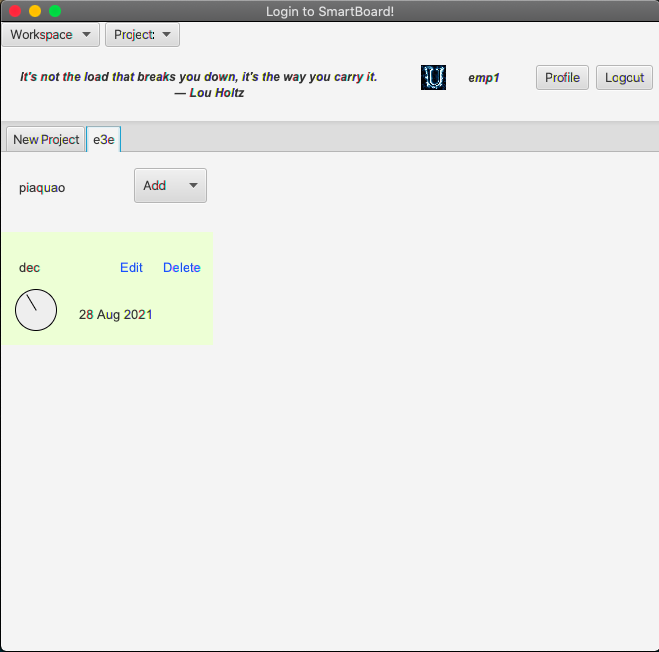 Login to SmartBoard!
Workspace Project:
It's not the load that breaks you down, it's the way you carry it.
— Lou Holtz
emp1 Profile Logout
New Project e3e
piaquao Add
dec Edit Delete
28 Aug 2021